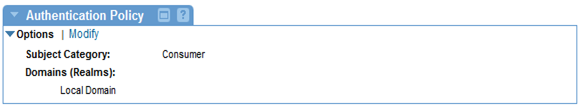 Authentication Policy ?
Options | Modify
Subject Category: Consumer
Domains (Realms):
Local Domain